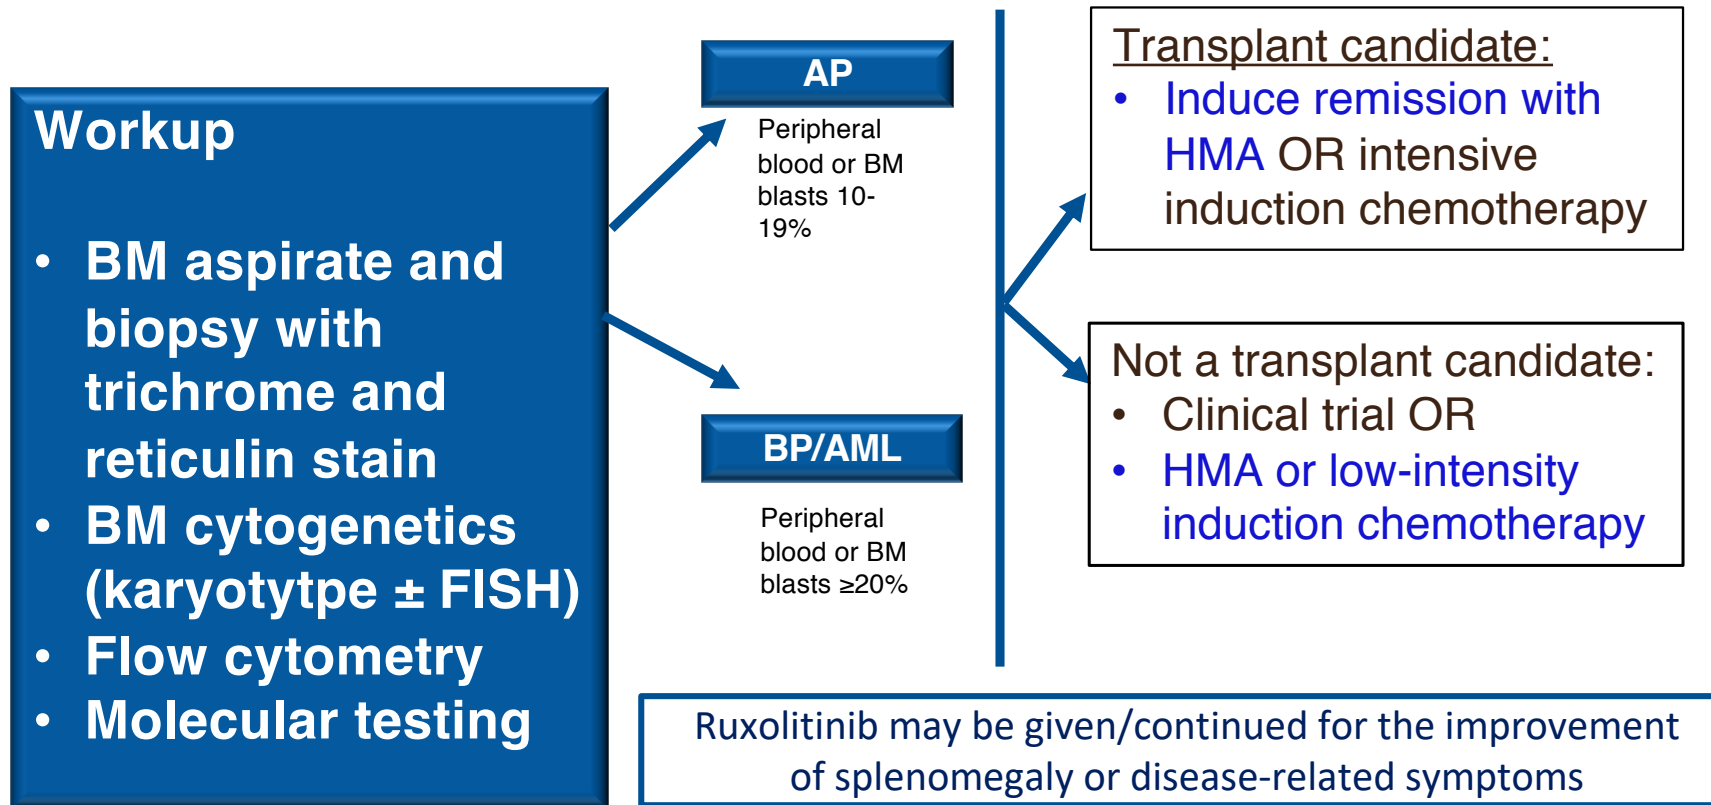 Workup
• BM aspirate and
biopsy with
trichrome and
reticulin stain
• BM cytogenetics
(karyotytpe ± FISH)
• Flow cytometry
• Molecular testing
AP
Peripheral
blood or BM
blasts 10-
19%
BP/AML
Peripheral
blood or BM
blasts ≥20%
Transplant candidate:
• Induce remission with
HMA OR intensive
induction chemotherapy
Not a transplant candidate:
• Clinical trial OR
• HMA or low-intensity
induction chemotherapy
Ruxolitinib may be given/continued for the improvement
of splenomegaly or disease-related symptoms